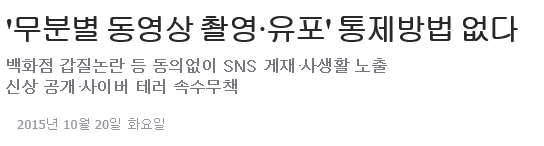 '무분별 동영상 촬영·유포' 통제방법 없다
백화점 갑질논란 등 동의없이 SNS 게재·사생활 노출
신상 공개·사이버 테러 속수무책
2015년 10월 20일 화요일